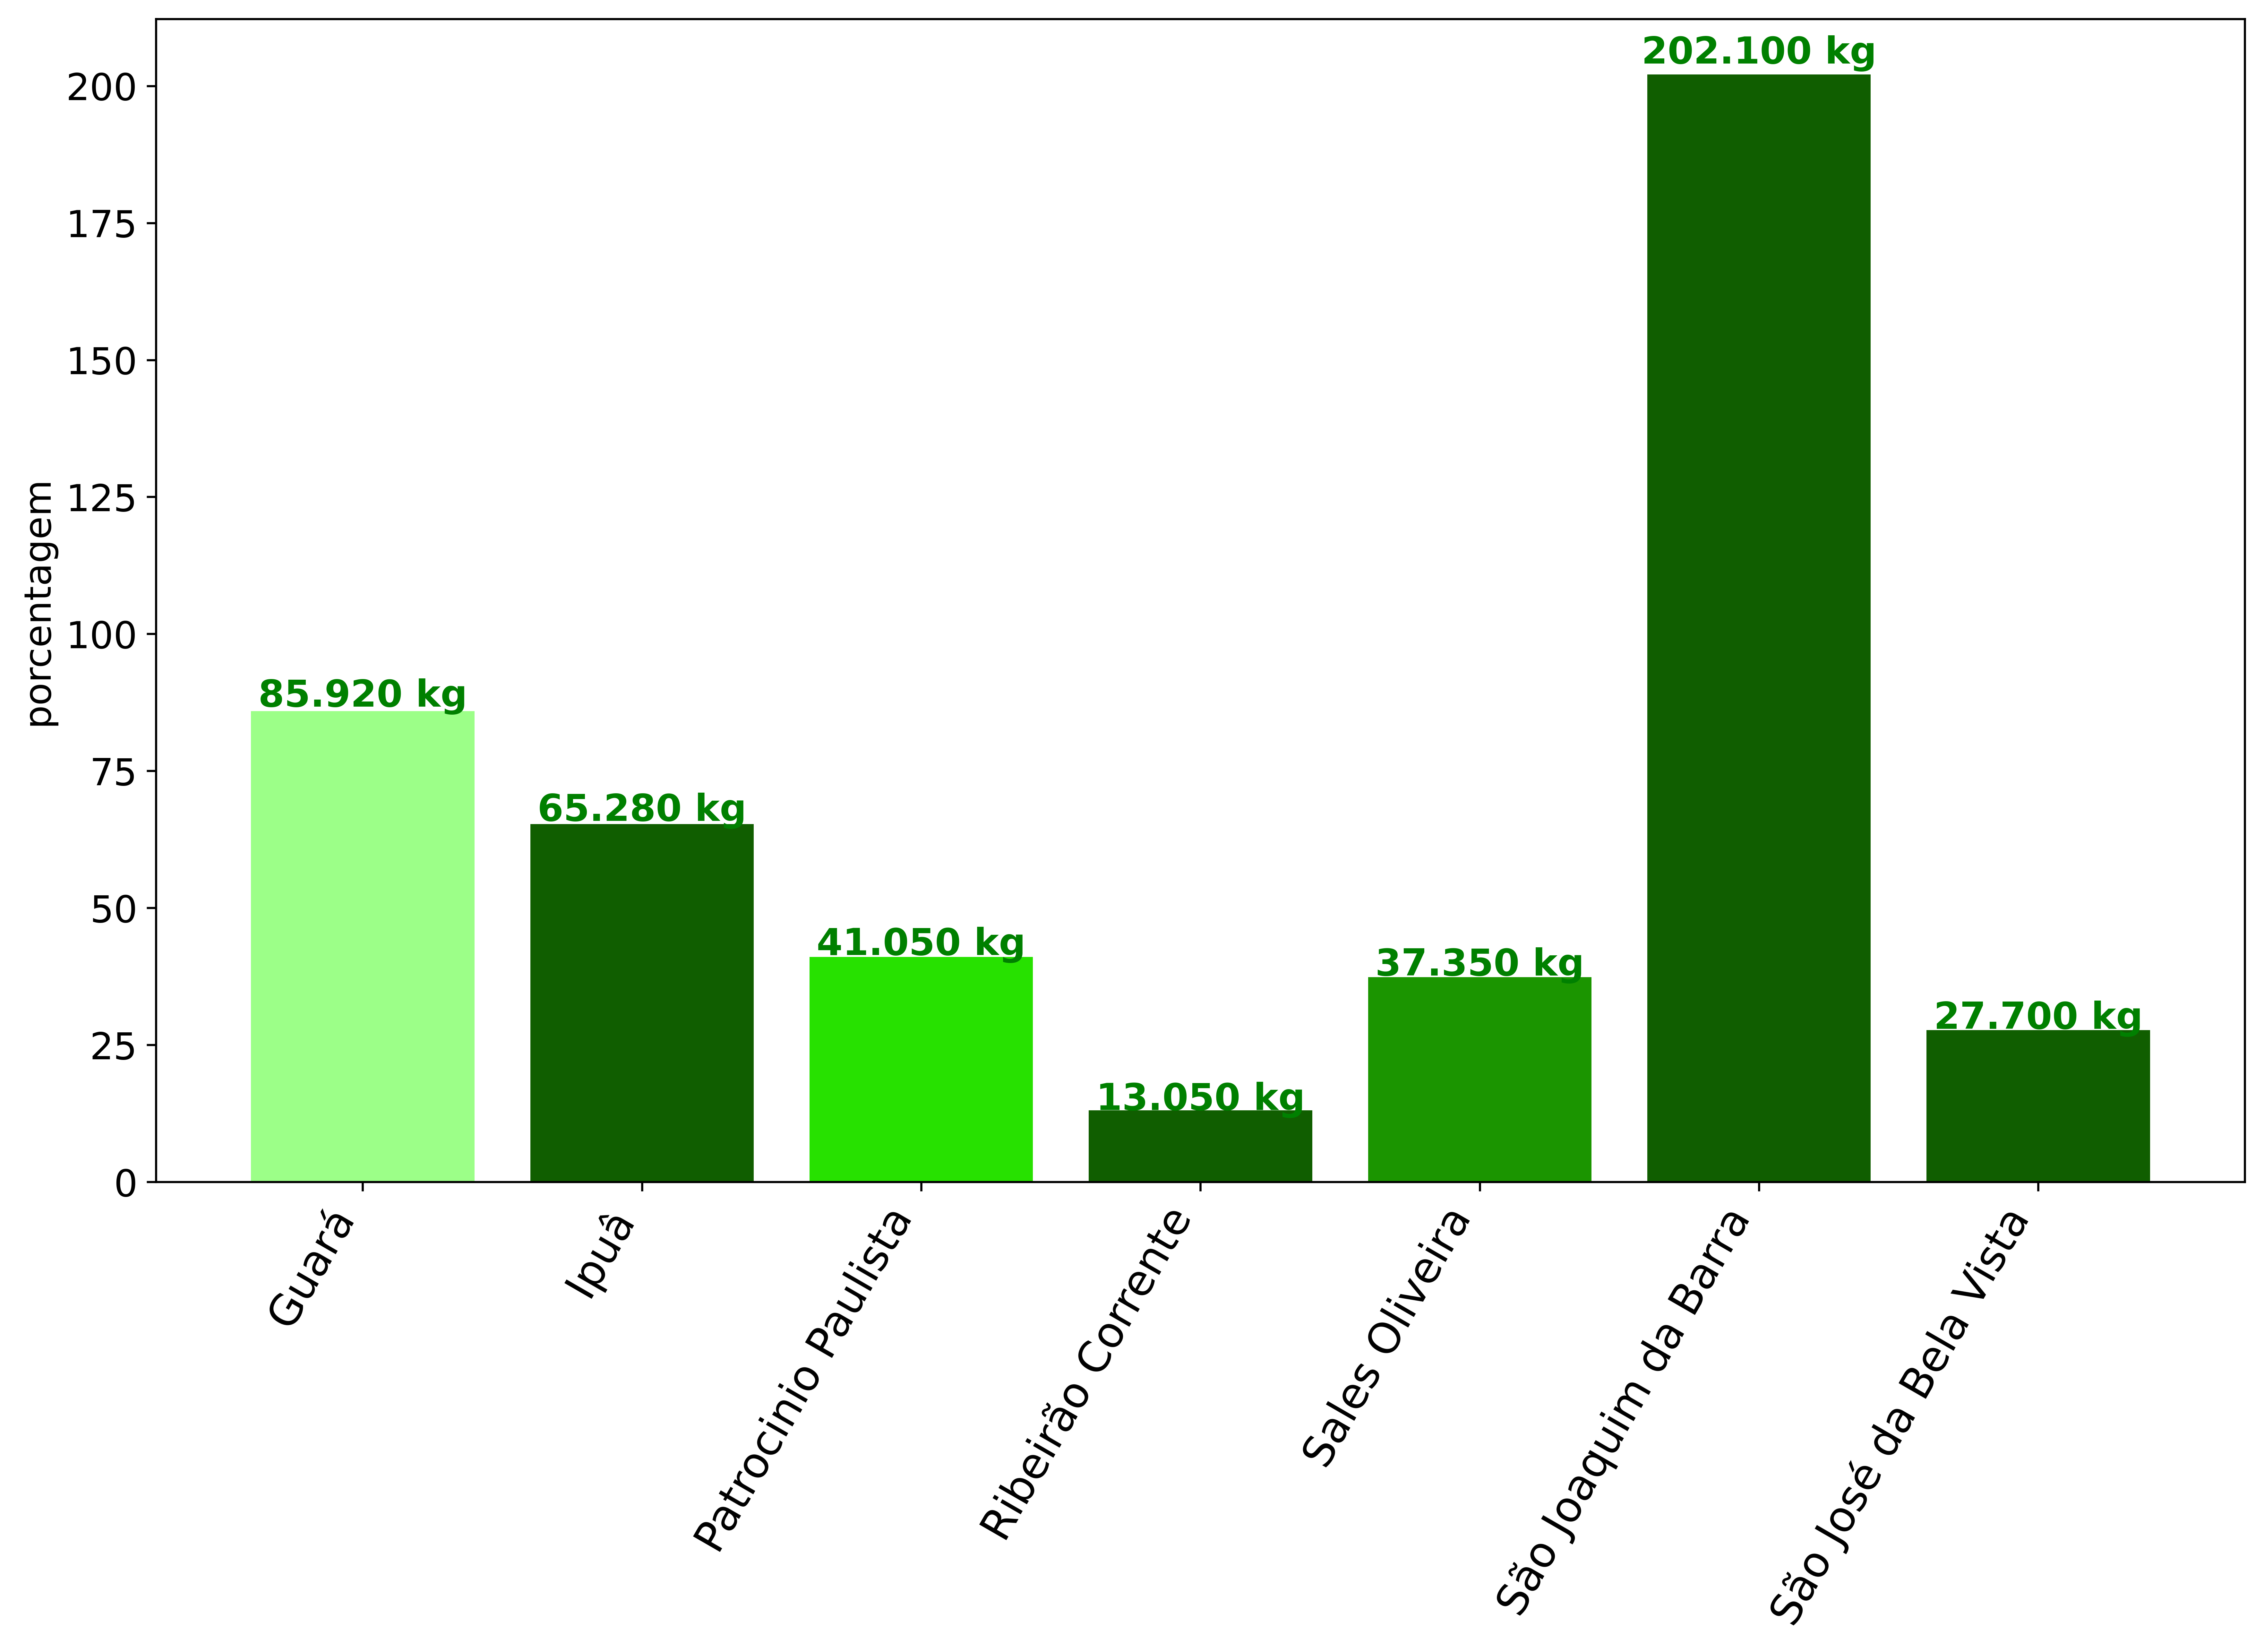 porcentagem
200
175
150
125
100
75
50
25
0
202.100 kg
85.920 kg
65.280 kg
41.050 kg
13.050 kg
37.350 kg
27.700 kg
Guará
Ipuâ
Patrocinio Paulista
Ribeirão Corrente
Sales Oliveira
São Joaquim da Barra
São José da Bela Vista